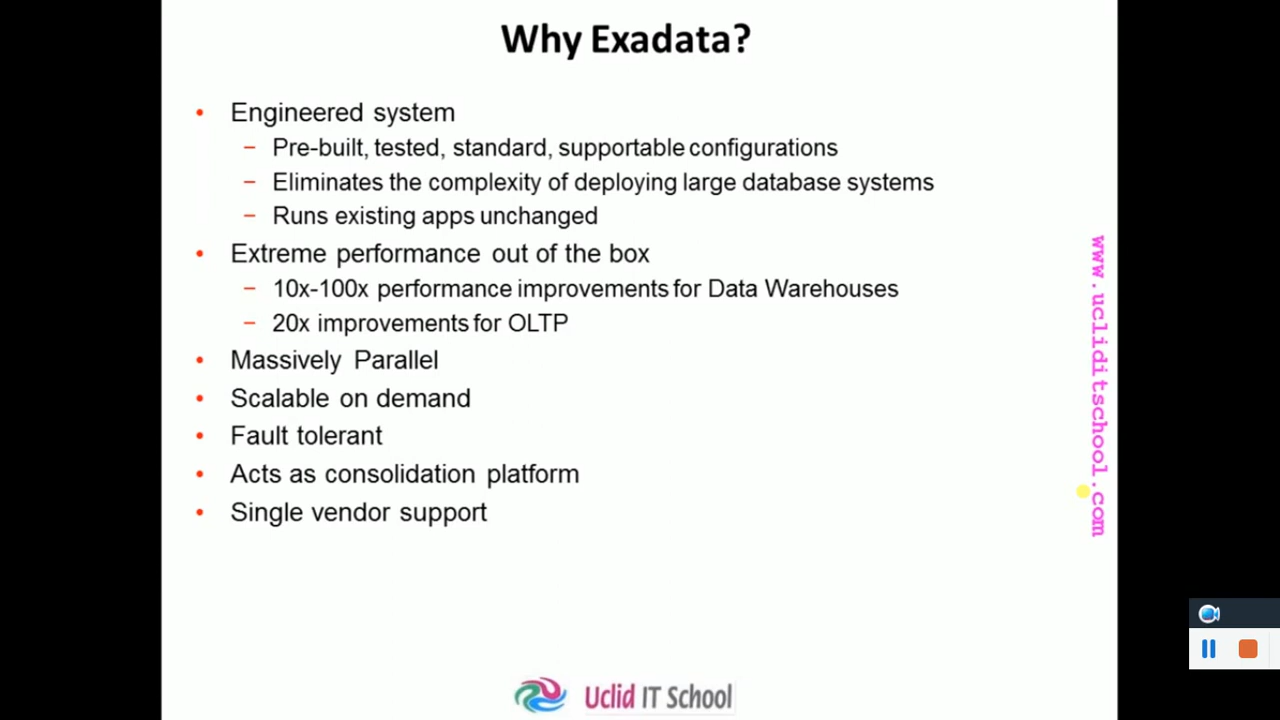 Why Exadata?
• Engineered system
– Pre-built, tested, standard, supportable configurations
– Eliminates the complexity of deploying large database systems
– Runs existing apps unchanged
• Extreme performance out of the box
– 10x-100x performance improvements for Data Warehouses
– 20x improvements for OLTP
• Massively Parallel
• Scalable on demand
• Fault tolerant
• Acts as consolidation platform
• Single vendor support
www.ucliditschool.com
Uclid IT School